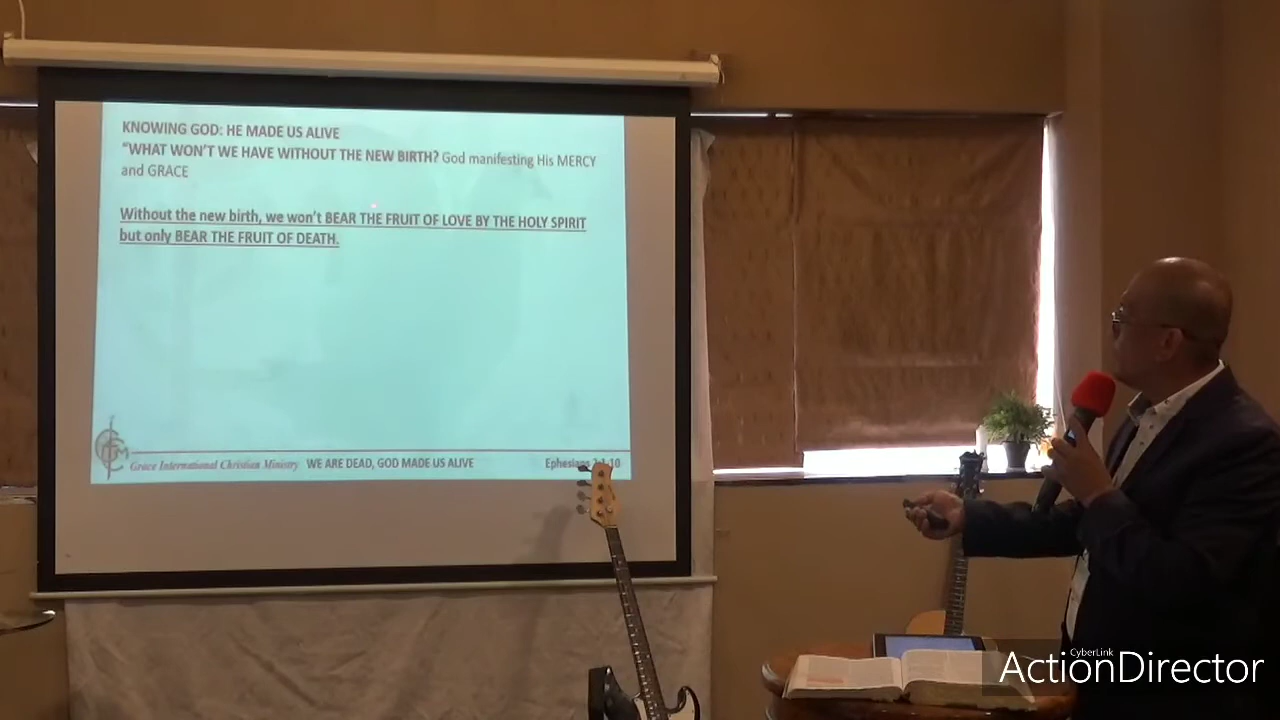 KNOWING GOD: HE MADE US ALIVE
"WHAT WON'T WE HAVE WITHOUT THE NEW BIRTH? God manifesting His MERCY
and GRACE
Without the new birth, we won't BEAR THE FRUIT OF LOVE BY THE HOLY SPIRIT
but only BEAR THE FRUIT OF DEATH.
Grace International Christian Ministry WE ARE DEAD, GOD MADE US ALIVE Ephesians
CyberLink
ActionDirector